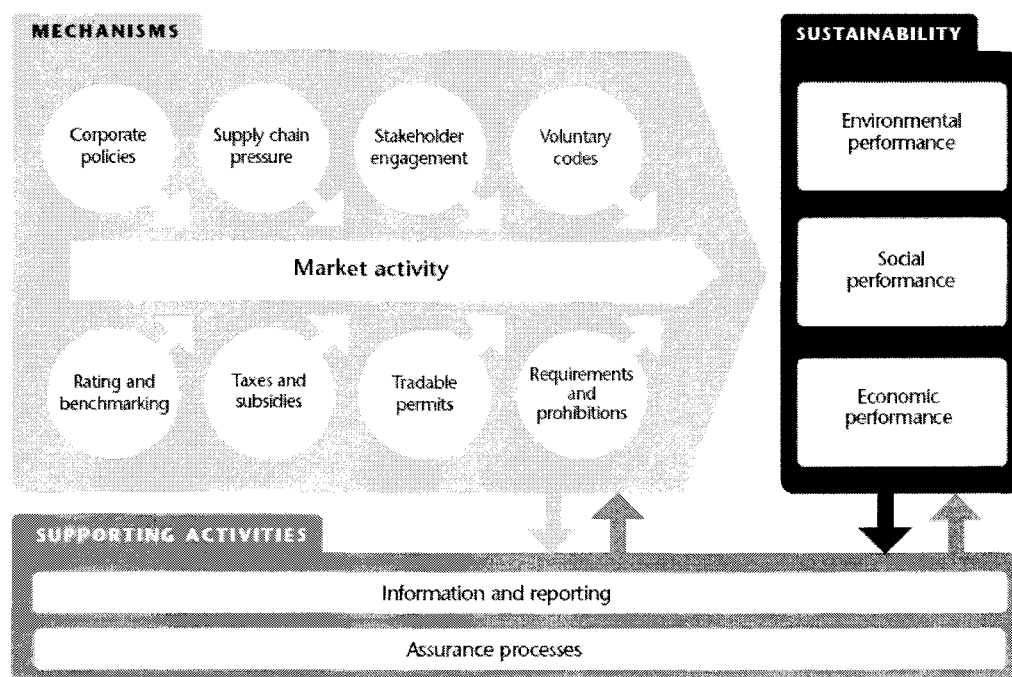 MECHANISMS
Corporate
policies
Supply chain
pressure
Stakeholder
engagement
Voluntary
codes
Market activity
Rating and
benchmarking
Taxes and
subsidies
Tradable
permits
Requirements
and
prohibitions
SUSTAINABILITY
Environmental
performance
Social
performance
Economic
performance
SUPPORTING ACTIVITIES
Information and reporting
Assurance processes